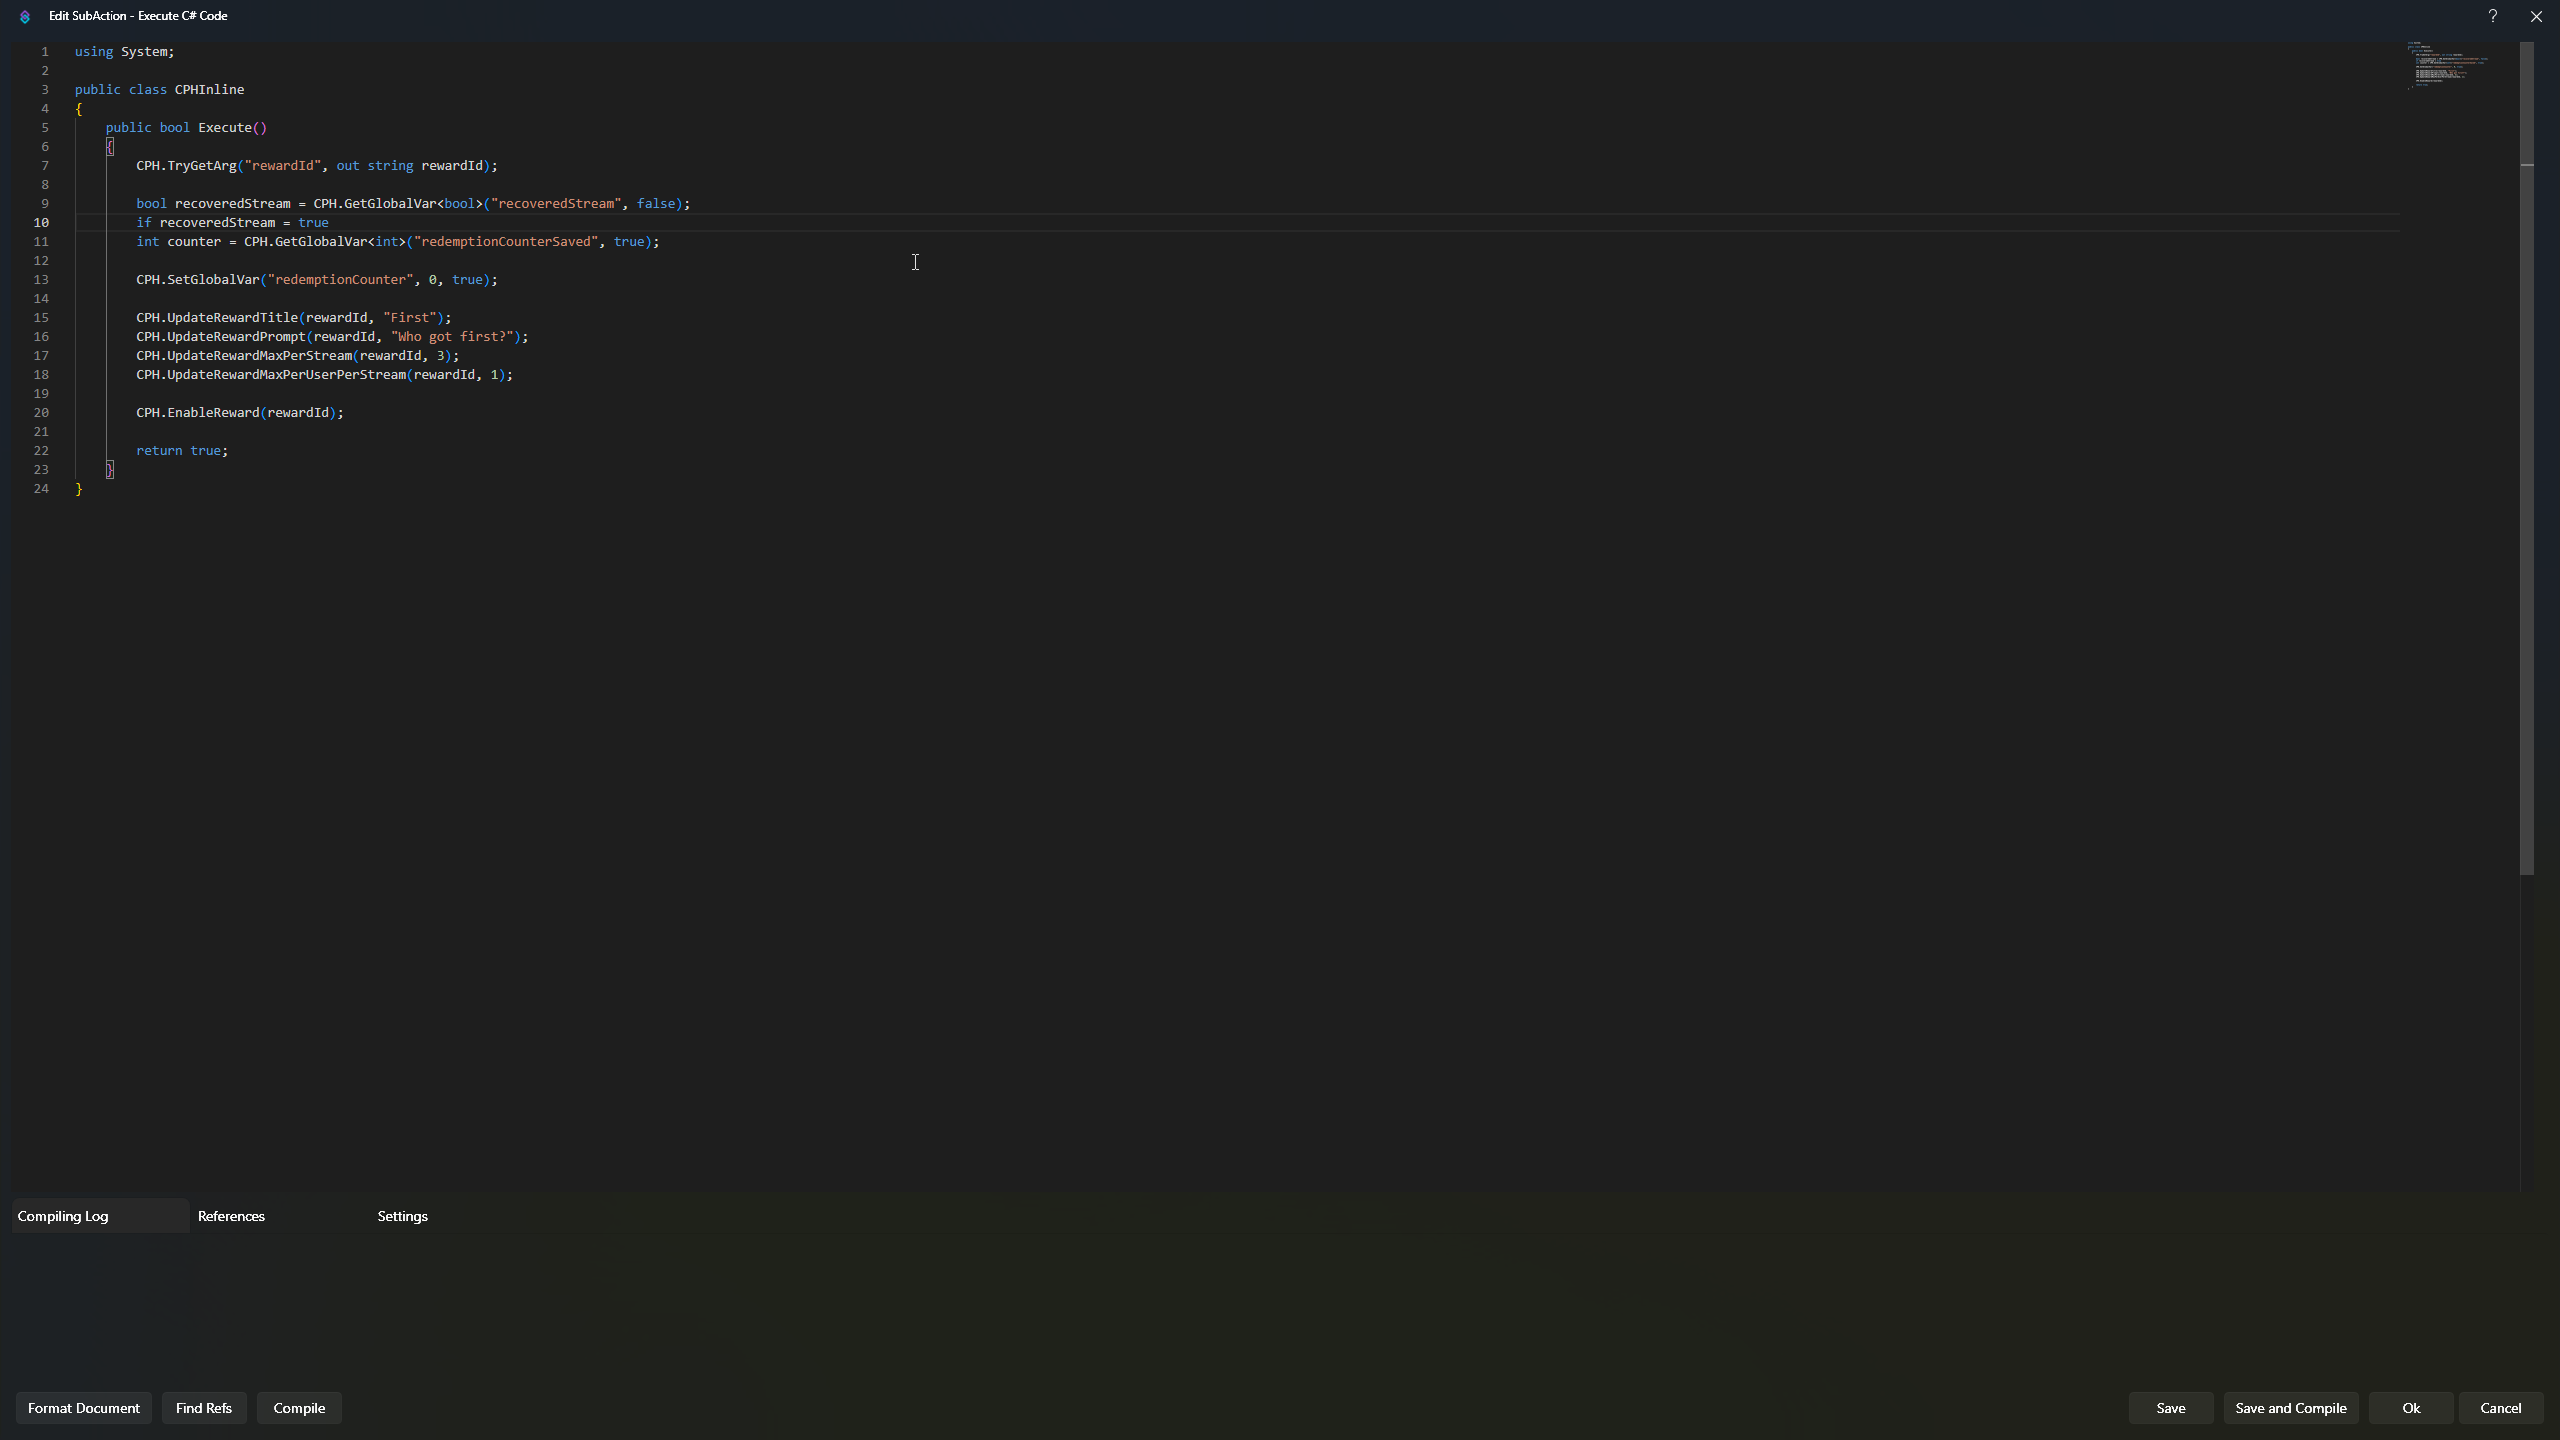 Edit SubAction - Execute C# Code
?
1 using System;
2
3 public class CPHInline
4 {
5 public bool Execute()
6 {
7 CPH.TryGetArg("rewardId", out string rewardId);
8
9 bool recoveredStream = CPH.GetGlobalVar<bool>("recoveredStream", false);
10 if recoveredStream = true
11 int counter = CPH.GetGlobalVar<int>("redemptionCounterSaved", true);
12
13 CPH.SetGlobalVar("redemptionCounter", 0, true);
14
15 CPH.UpdateRewardTitle(rewardId, "First");
16 CPH.UpdateRewardPrompt(rewardId, "Who got first?");
17 CPH.UpdateRewardMaxPerStream(rewardId, 3);
18 CPH.UpdateRewardMaxPerUserPerStream(rewardId, 1);
19
20 CPH.EnableReward(rewardId);
21
22 return true;
23 }
24 }
Compiling Log References Settings
Format Document Find Refs Compile Save Save and Compile Ok Cancel